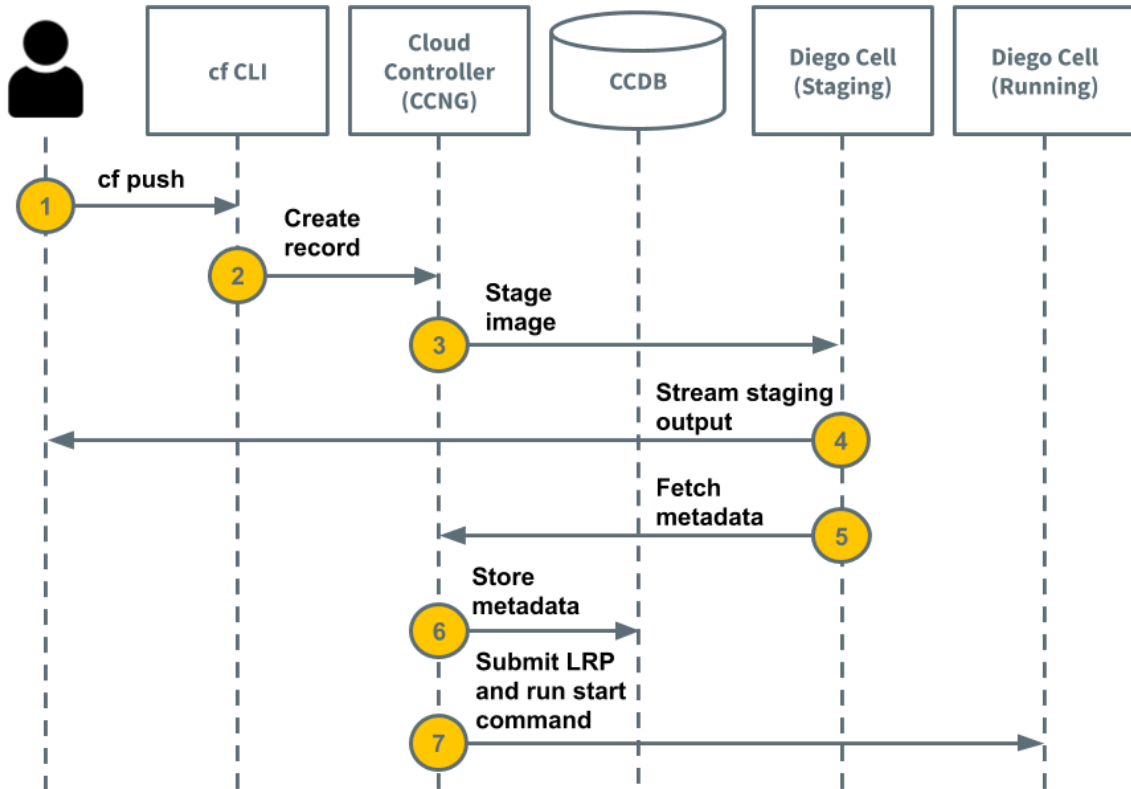 cf CLI
Cloud
Controller
(CCNG)
CCDB
Diego Cell
(Staging)
Diego Cell
(Running)
1
cf push
2
Create
record
3
Stage
image
Stream staging
output
4
Fetch
metadata
5
6
Store
metadata
7
Submit LRP
and run start
command